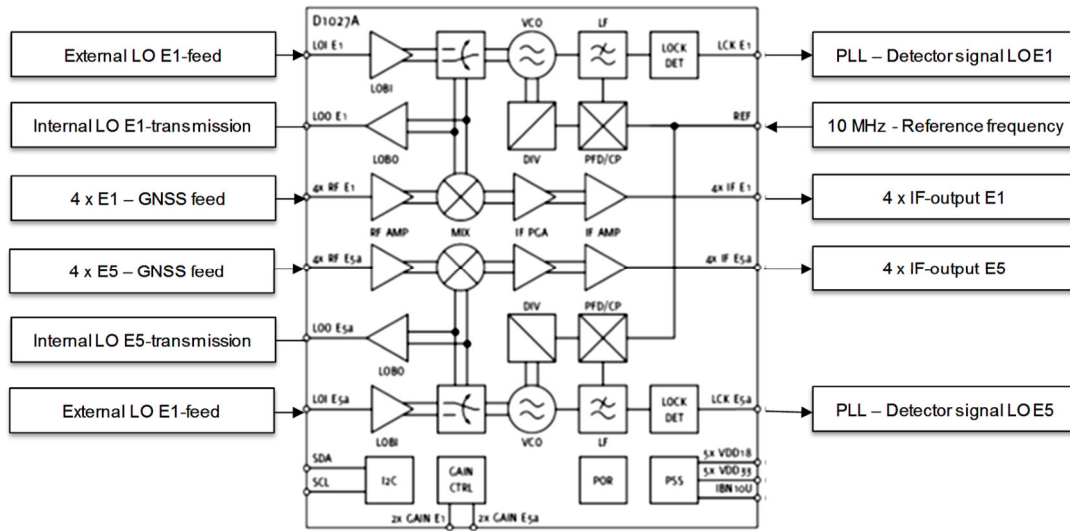 D1027A
VCO
LF
External LO E1-feed
LOI E1
LOCK
DET
LCK E1
PLL – Detector signal LO E1
LOBI
Internal LO E1-transmission
LOO E1
REF
10 MHz - Reference frequency
LOBO
DIV
PFD/CP
4 x E1 – GNSS feed
4x RF E1
4x IF E1
4 x IF-output E1
RF AMP
MIX
IF PGA
IF AMP
4 x E5 – GNSS feed
4x RF E5a
4x IF E5a
4 x IF-output E5
DIV
PFD/CP
Internal LO E5-transmission
LOO E5a
LOBO
External LO E1-feed
LOI E5a
LOCK
DET
LCK E5a
PLL – Detector signal LO E5
LOBI
VCO
LF
SDA
SCL
I2C
GAIN
CTRL
POR
PSS
5x VDD18
5x VDD33
IBN10U
2x GAIN E1
2x GAIN E5a